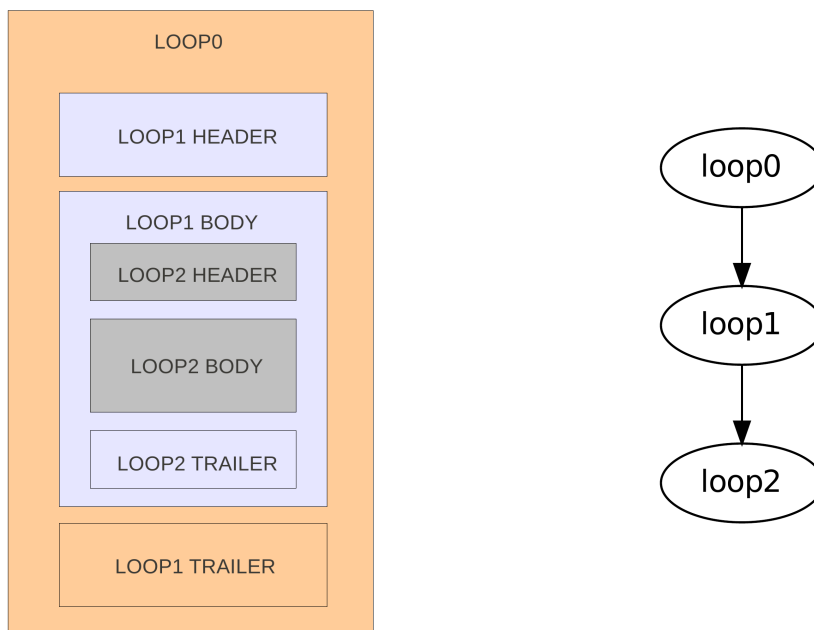 LOOP0
LOOP1 HEADER
LOOP1 BODY
LOOP2 HEADER
LOOP2 BODY
LOOP2 TRAILER
LOOP1 TRAILER
loop0
loop1
loop2